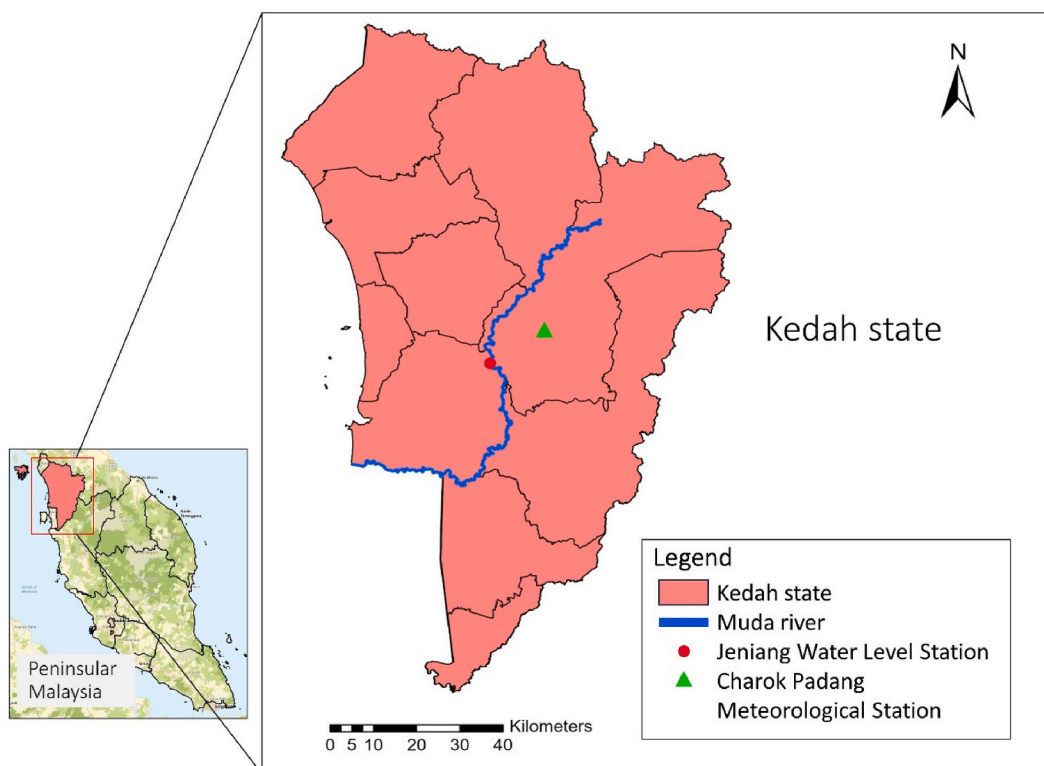 N
Kedah state
Legend
Kedah state
Muda river
Jeniang Water Level Station
Charok Padang
Meteorological Station
Kilometers
0 5 10 20 30 40
Peninsular
Malaysia